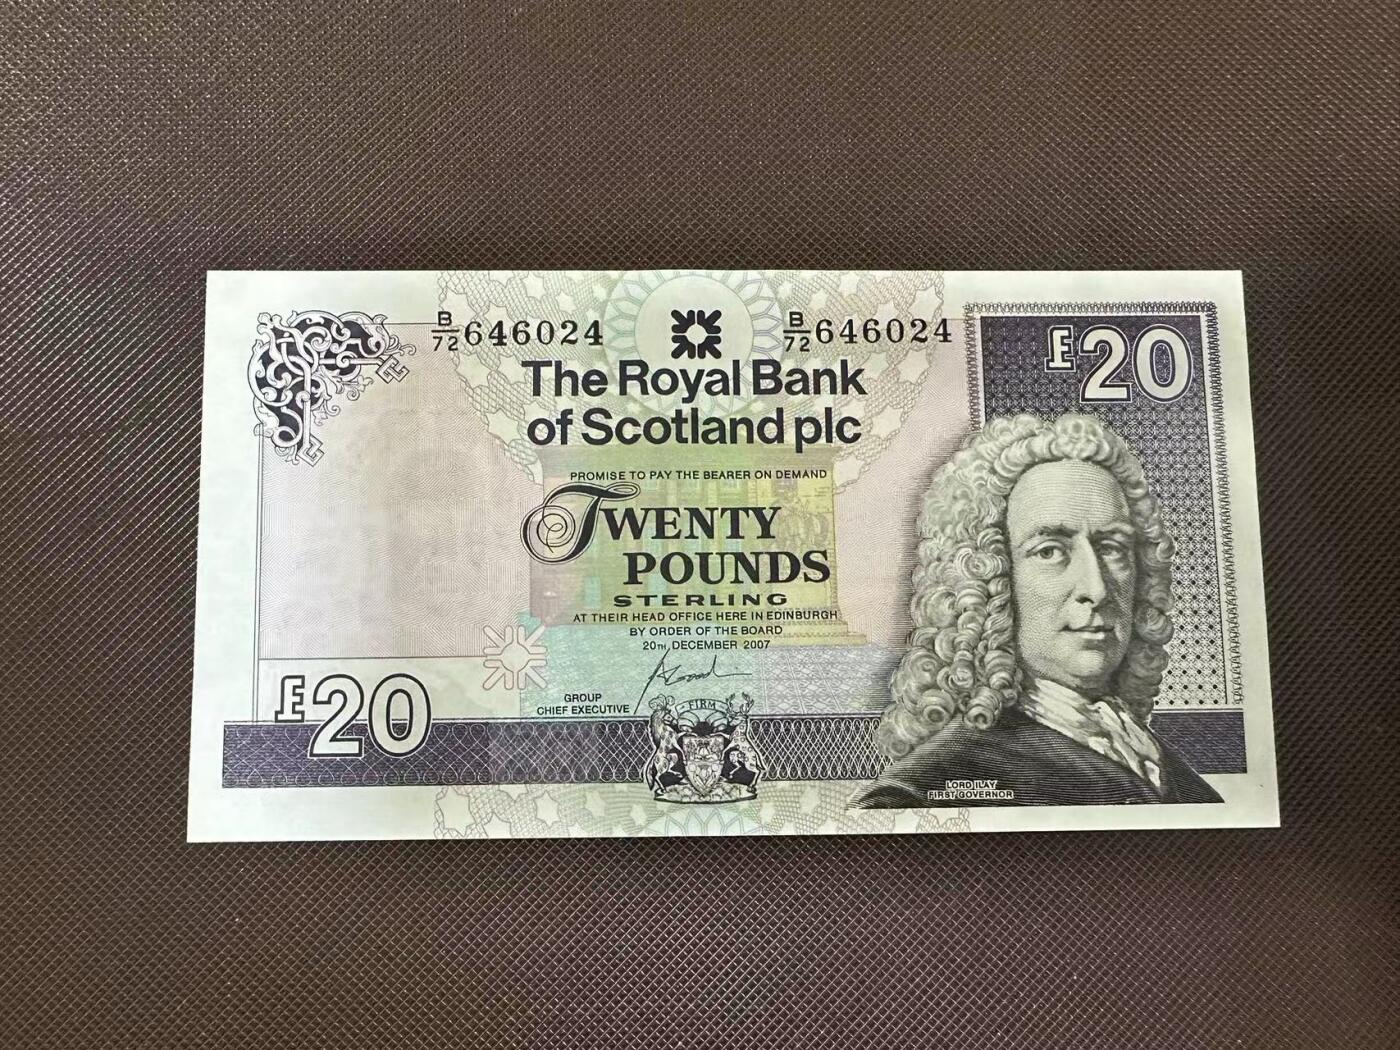 B/72 646024
B/72 646024
£20
The Royal Bank
of Scotland plc
PROMISE TO PAY THE BEARER ON DEMAND
TWENTY
POUNDS
STERLING
AT THEIR HEAD OFFICE HERE IN EDINBURGH
BY ORDER OF THE BOARD
20TH, DECEMBER 2007
GROUP
CHIEF EXECUTIVE
£20
FIRM
LORD ILAY
FIRST GOVERNOR